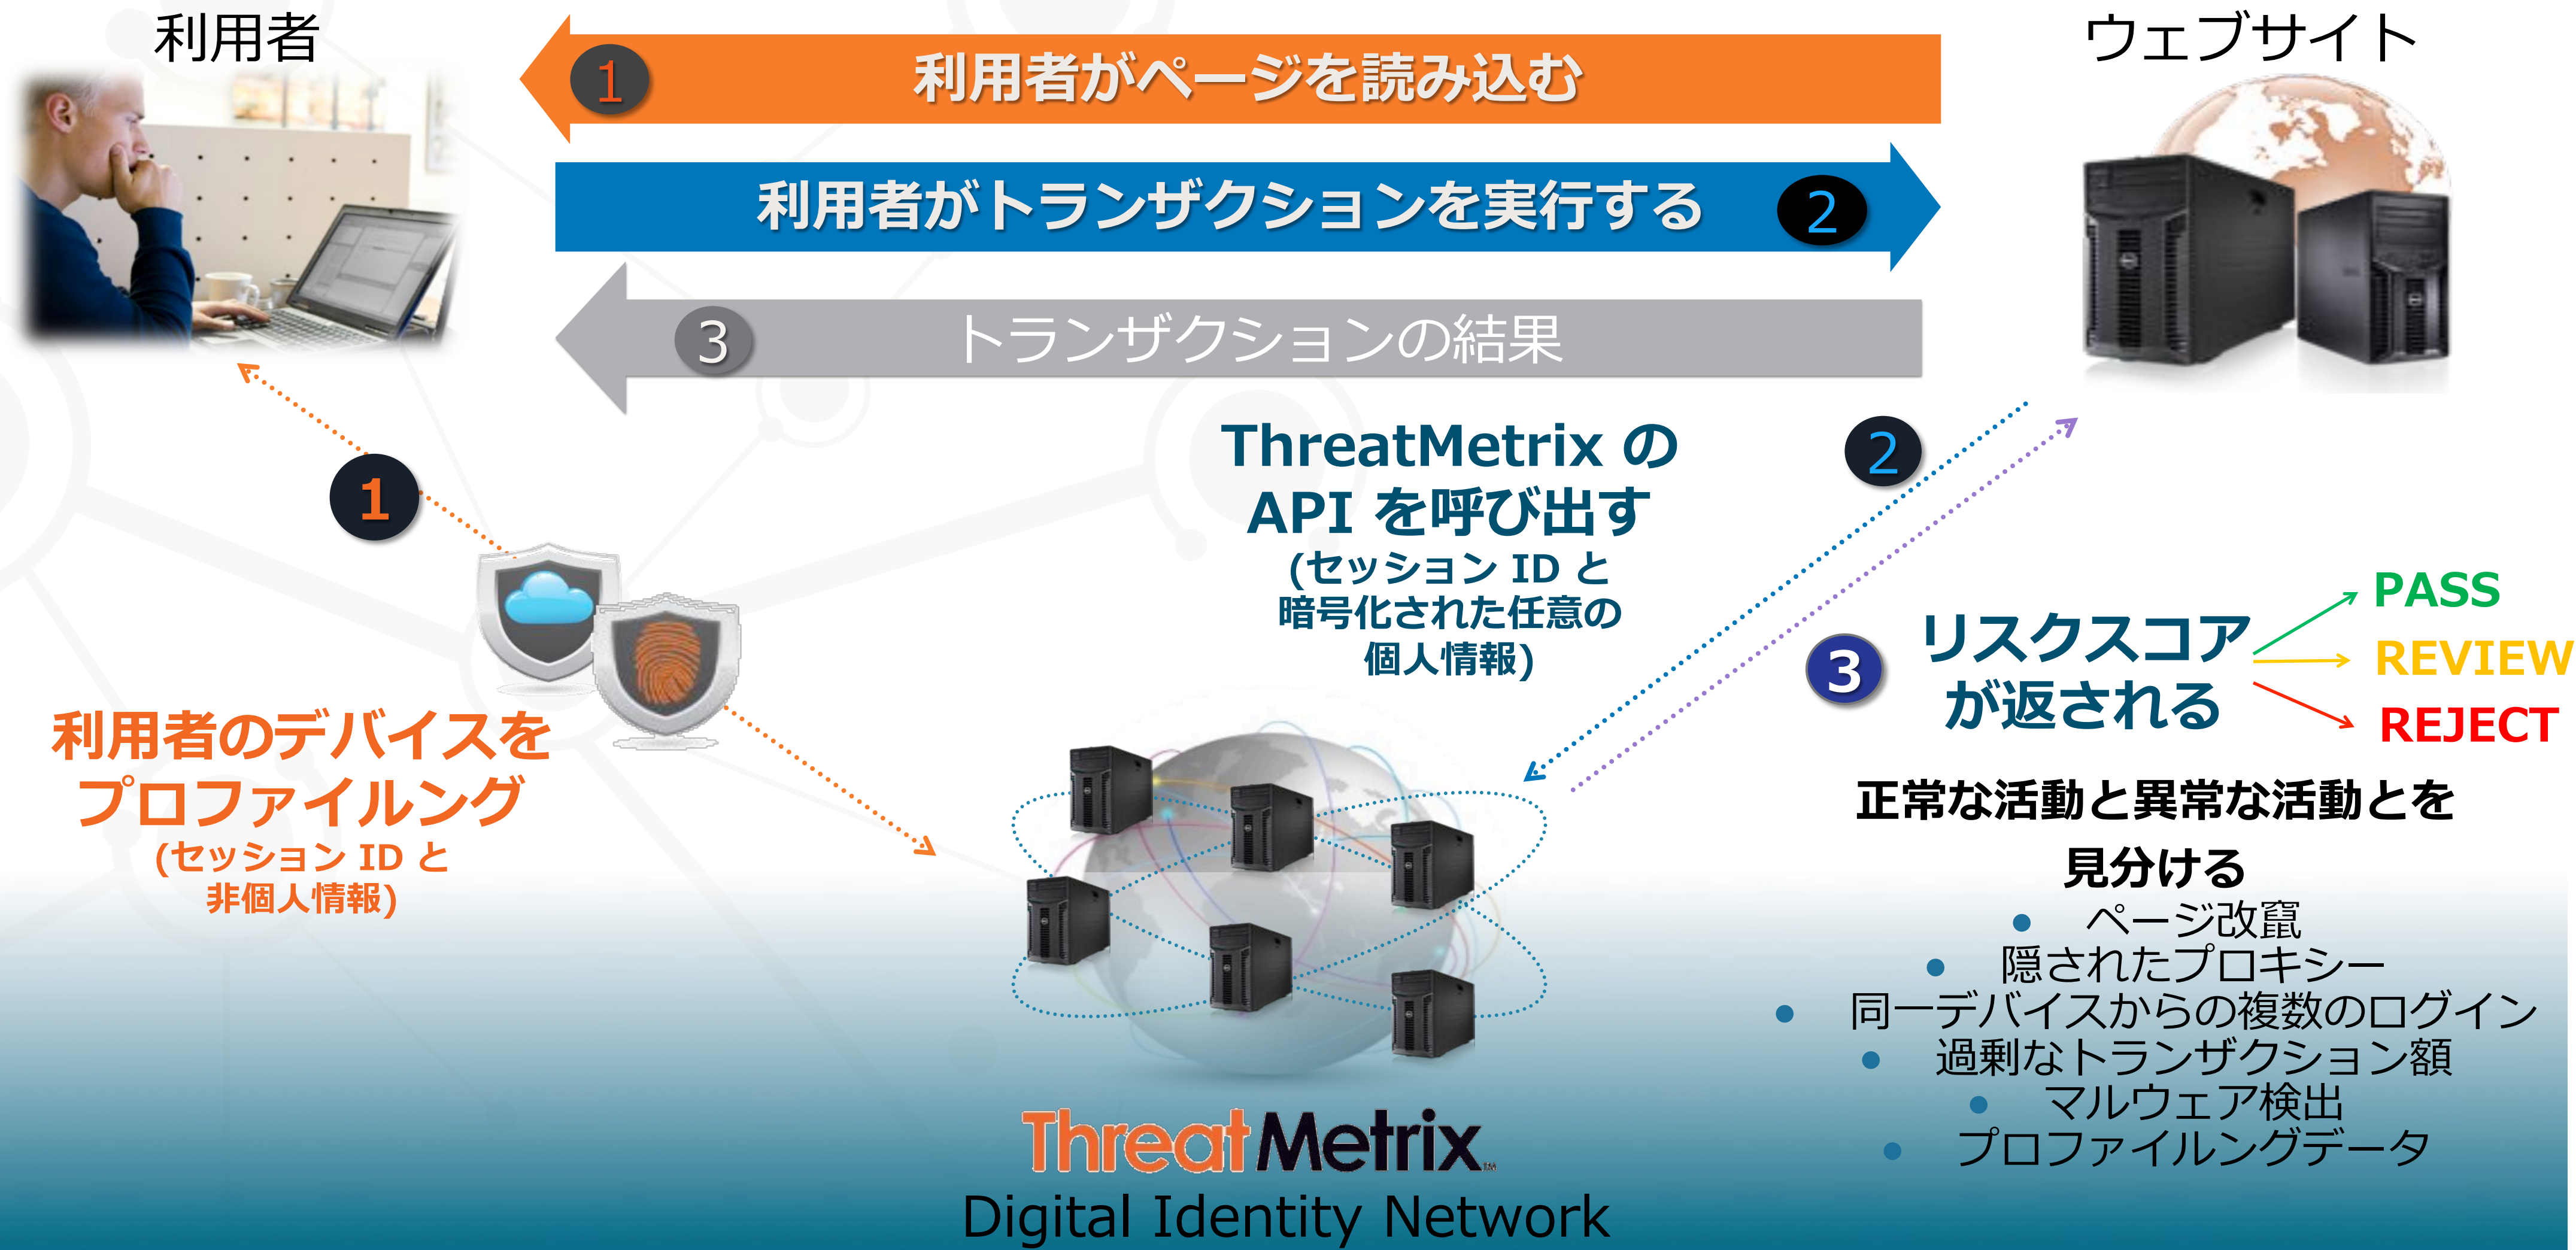 利用者
ウェブサイト
1 利用者がページを読み込む
利用者がトランザクションを実行する 2
3 トランザクションの結果
1
利用者のデバイスを
プロファイルング
(セッション ID と
非個人情報)
ThreatMetrix の
API を呼び出す
(セッション ID と
暗号化された任意の
個人情報)
2
3
リスクスコア
が返される
PASS
REVIEW
REJECT
正常な活動と異常な活動とを
見分ける
• ページ改竄
• 隠されたプロキシー
• 同一デバイスからの複数のログイン
• 過剰なトランザクション額
• マルウェア検出
• プロファイルングデータ
ThreatMetrix™
Digital Identity Network